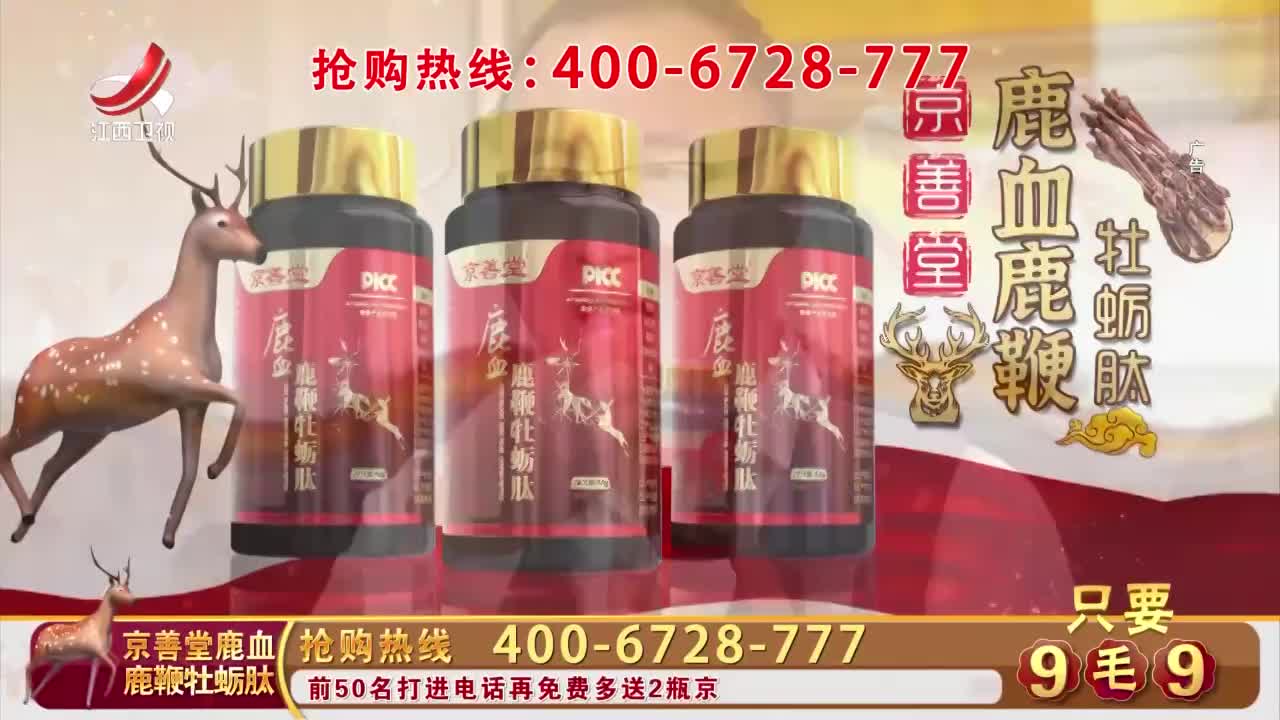 抢购热线:400-6728-777
江西卫视
广告
京善堂
鹿血鹿鞭
牡蛎肽
京善堂
PICC
鹿血
鹿鞭牡蛎肽
京善堂
PICC
鹿血
鹿鞭牡蛎肽
京善堂
PICC
鹿血
鹿鞭牡蛎肽
只要
9毛9
京善堂鹿血
鹿鞭牡蛎肽
抢购热线 400-6728-777
前50名打进电话再免费多送2瓶京